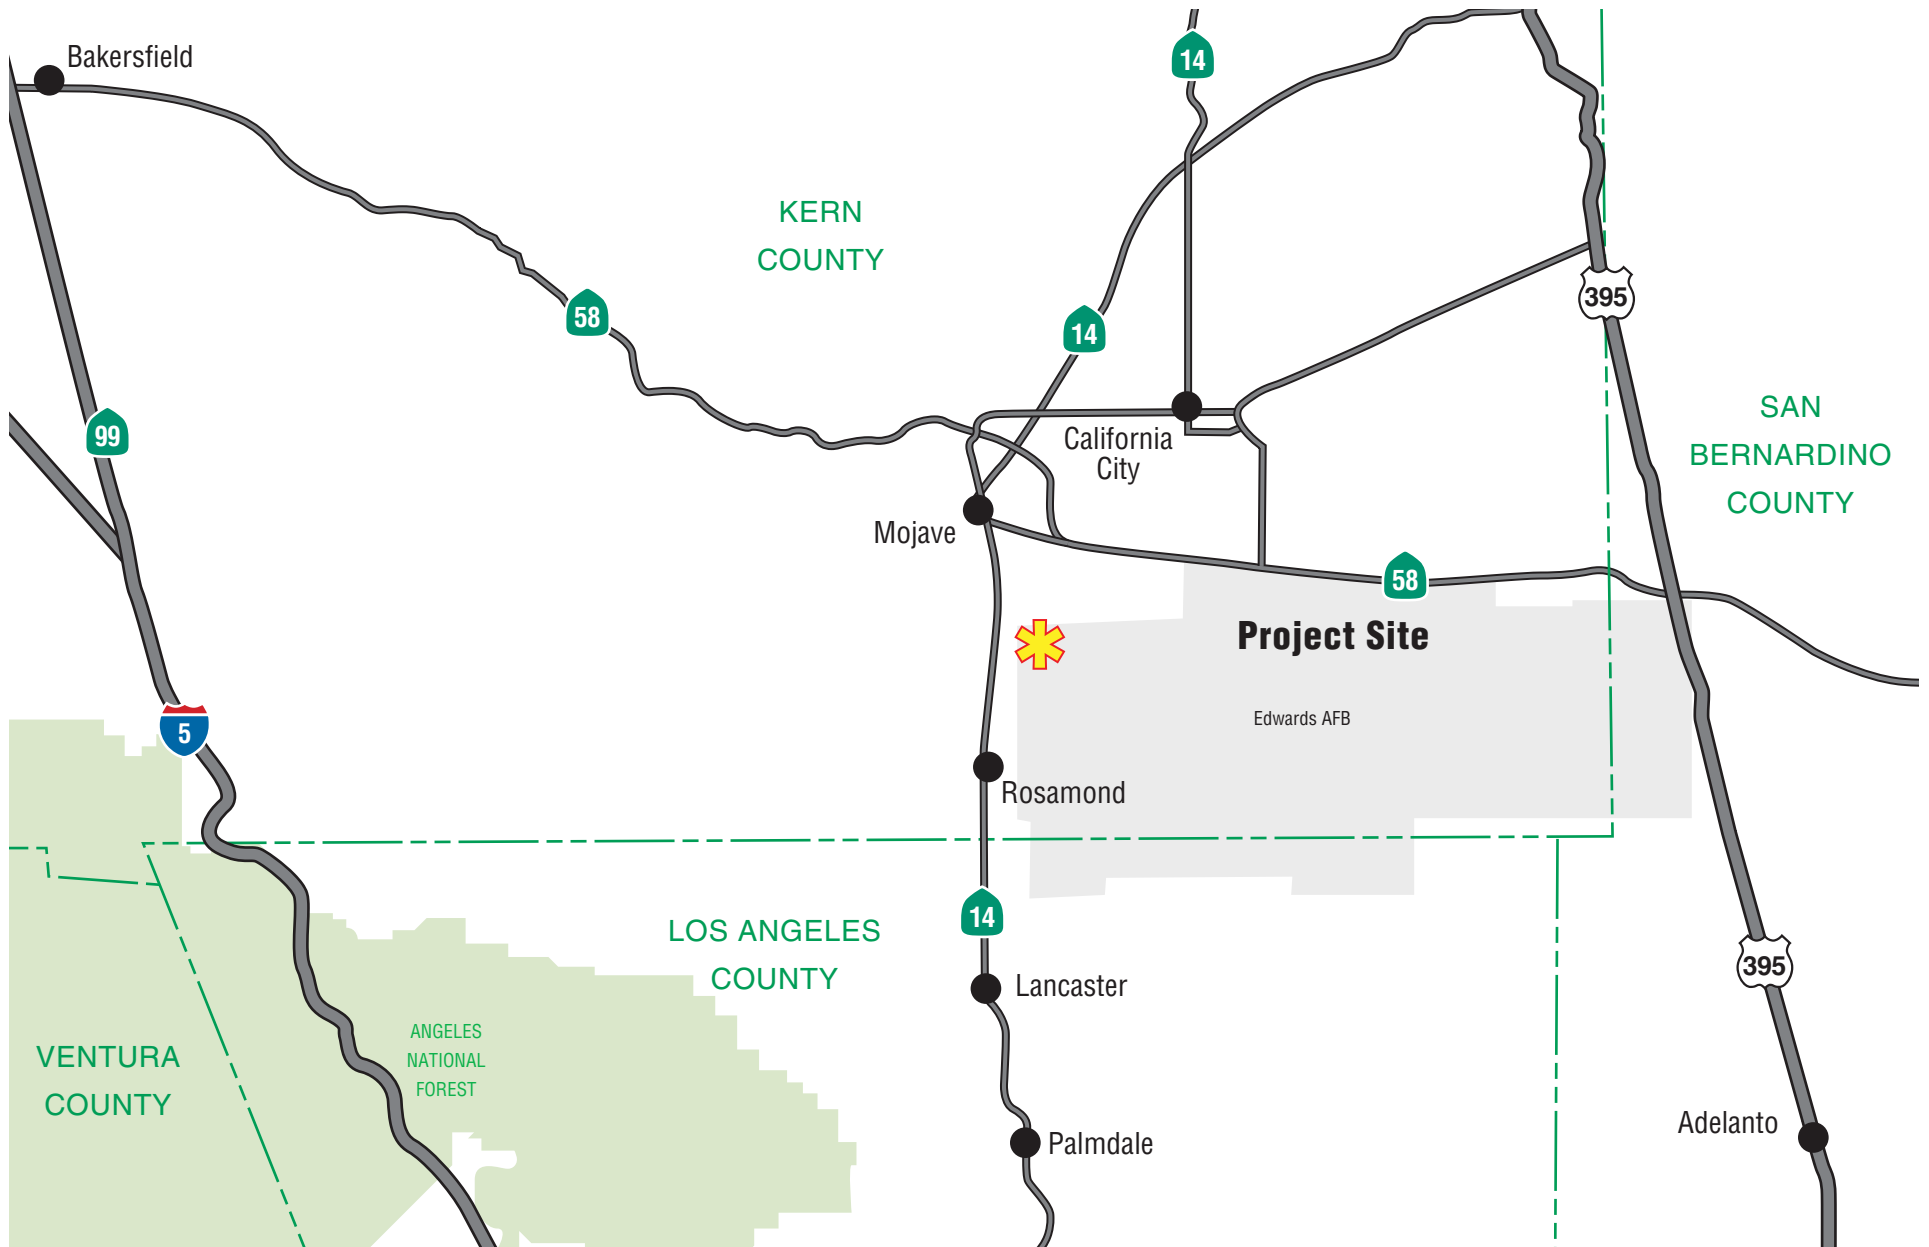 Bakersfield
14
KERN
COUNTY
58
14
395
99
SAN
BERNARDINO
COUNTY
California
City
Mojave
58
Project Site
5
Edwards AFB
Rosamond
14
LOS ANGELES
COUNTY
395
Lancaster
ANGELES
NATIONAL
FOREST
VENTURA
COUNTY
Adelanto
Palmdale